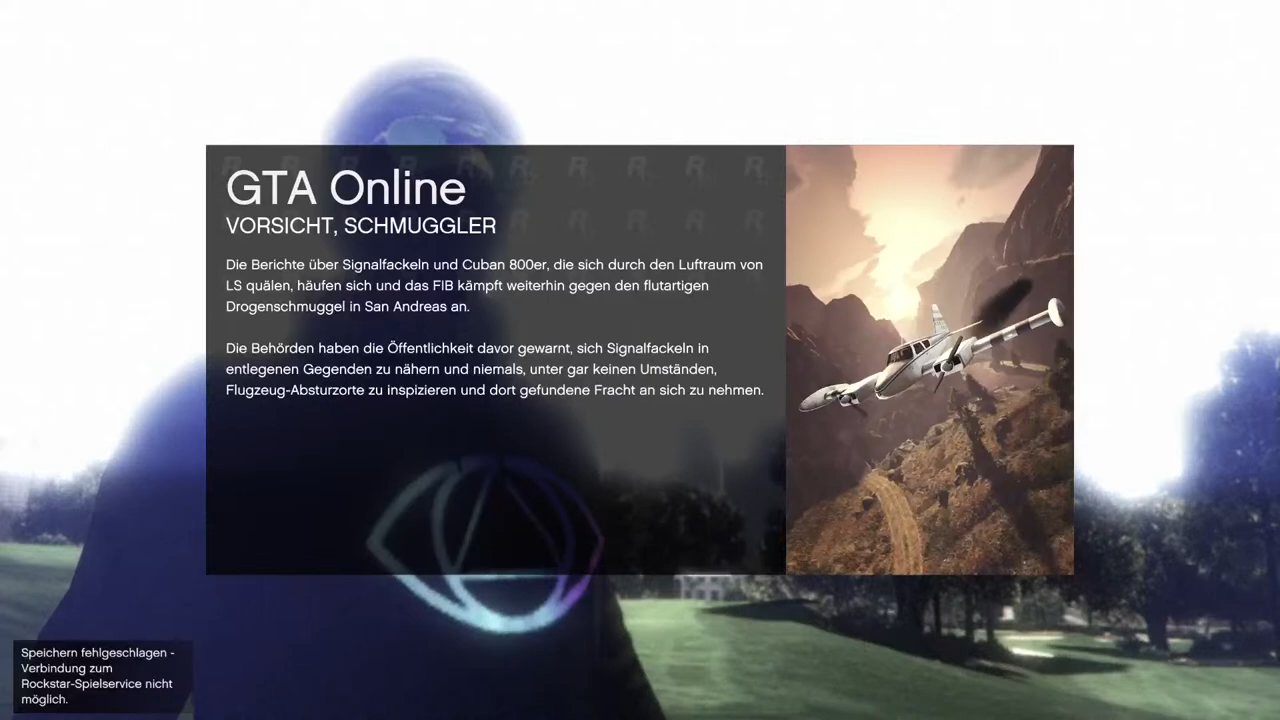 GTA Online
VORSICHT, SCHMUGGLER
Die Berichte über Signalfackeln und Cuban 800er, die sich durch den Luftraum von
LS quälen, häufen sich und das FIB kämpft weiterhin gegen den flutartigen
Drogenschmuggel in San Andreas an.
Die Behörden haben die Öffentlichkeit davor gewarnt, sich Signalfackeln in
entlegenen Gegenden zu nähern und niemals, unter gar keinen Umständen,
Flugzeug-Absturzorte zu inspizieren und dort gefundene Fracht an sich zu nehmen.
Speichern fehlgeschlagen -
Verbindung zum
Rockstar-Spielservice nicht
möglich.